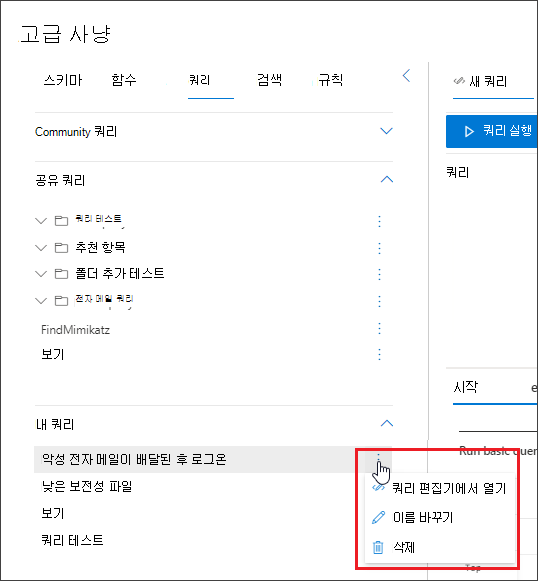 고급 사냥
스키마 함수 쿼리 검색 규칙
새 쿼리
Community 쿼리
쿼리 실행
공유 쿼리
쿼리
쿼리 테스트
추천 항목
폴더 추가 테스트
전자 메일 쿼리
FindMimikatz
보기
시작
내 쿼리
악성 전자 메일이 배달된 후 로그온
Run basic quer
낮은 보전성 파일
쿼리 편집기에서 열기
보기
이름 바꾸기
쿼리 테스트
삭제